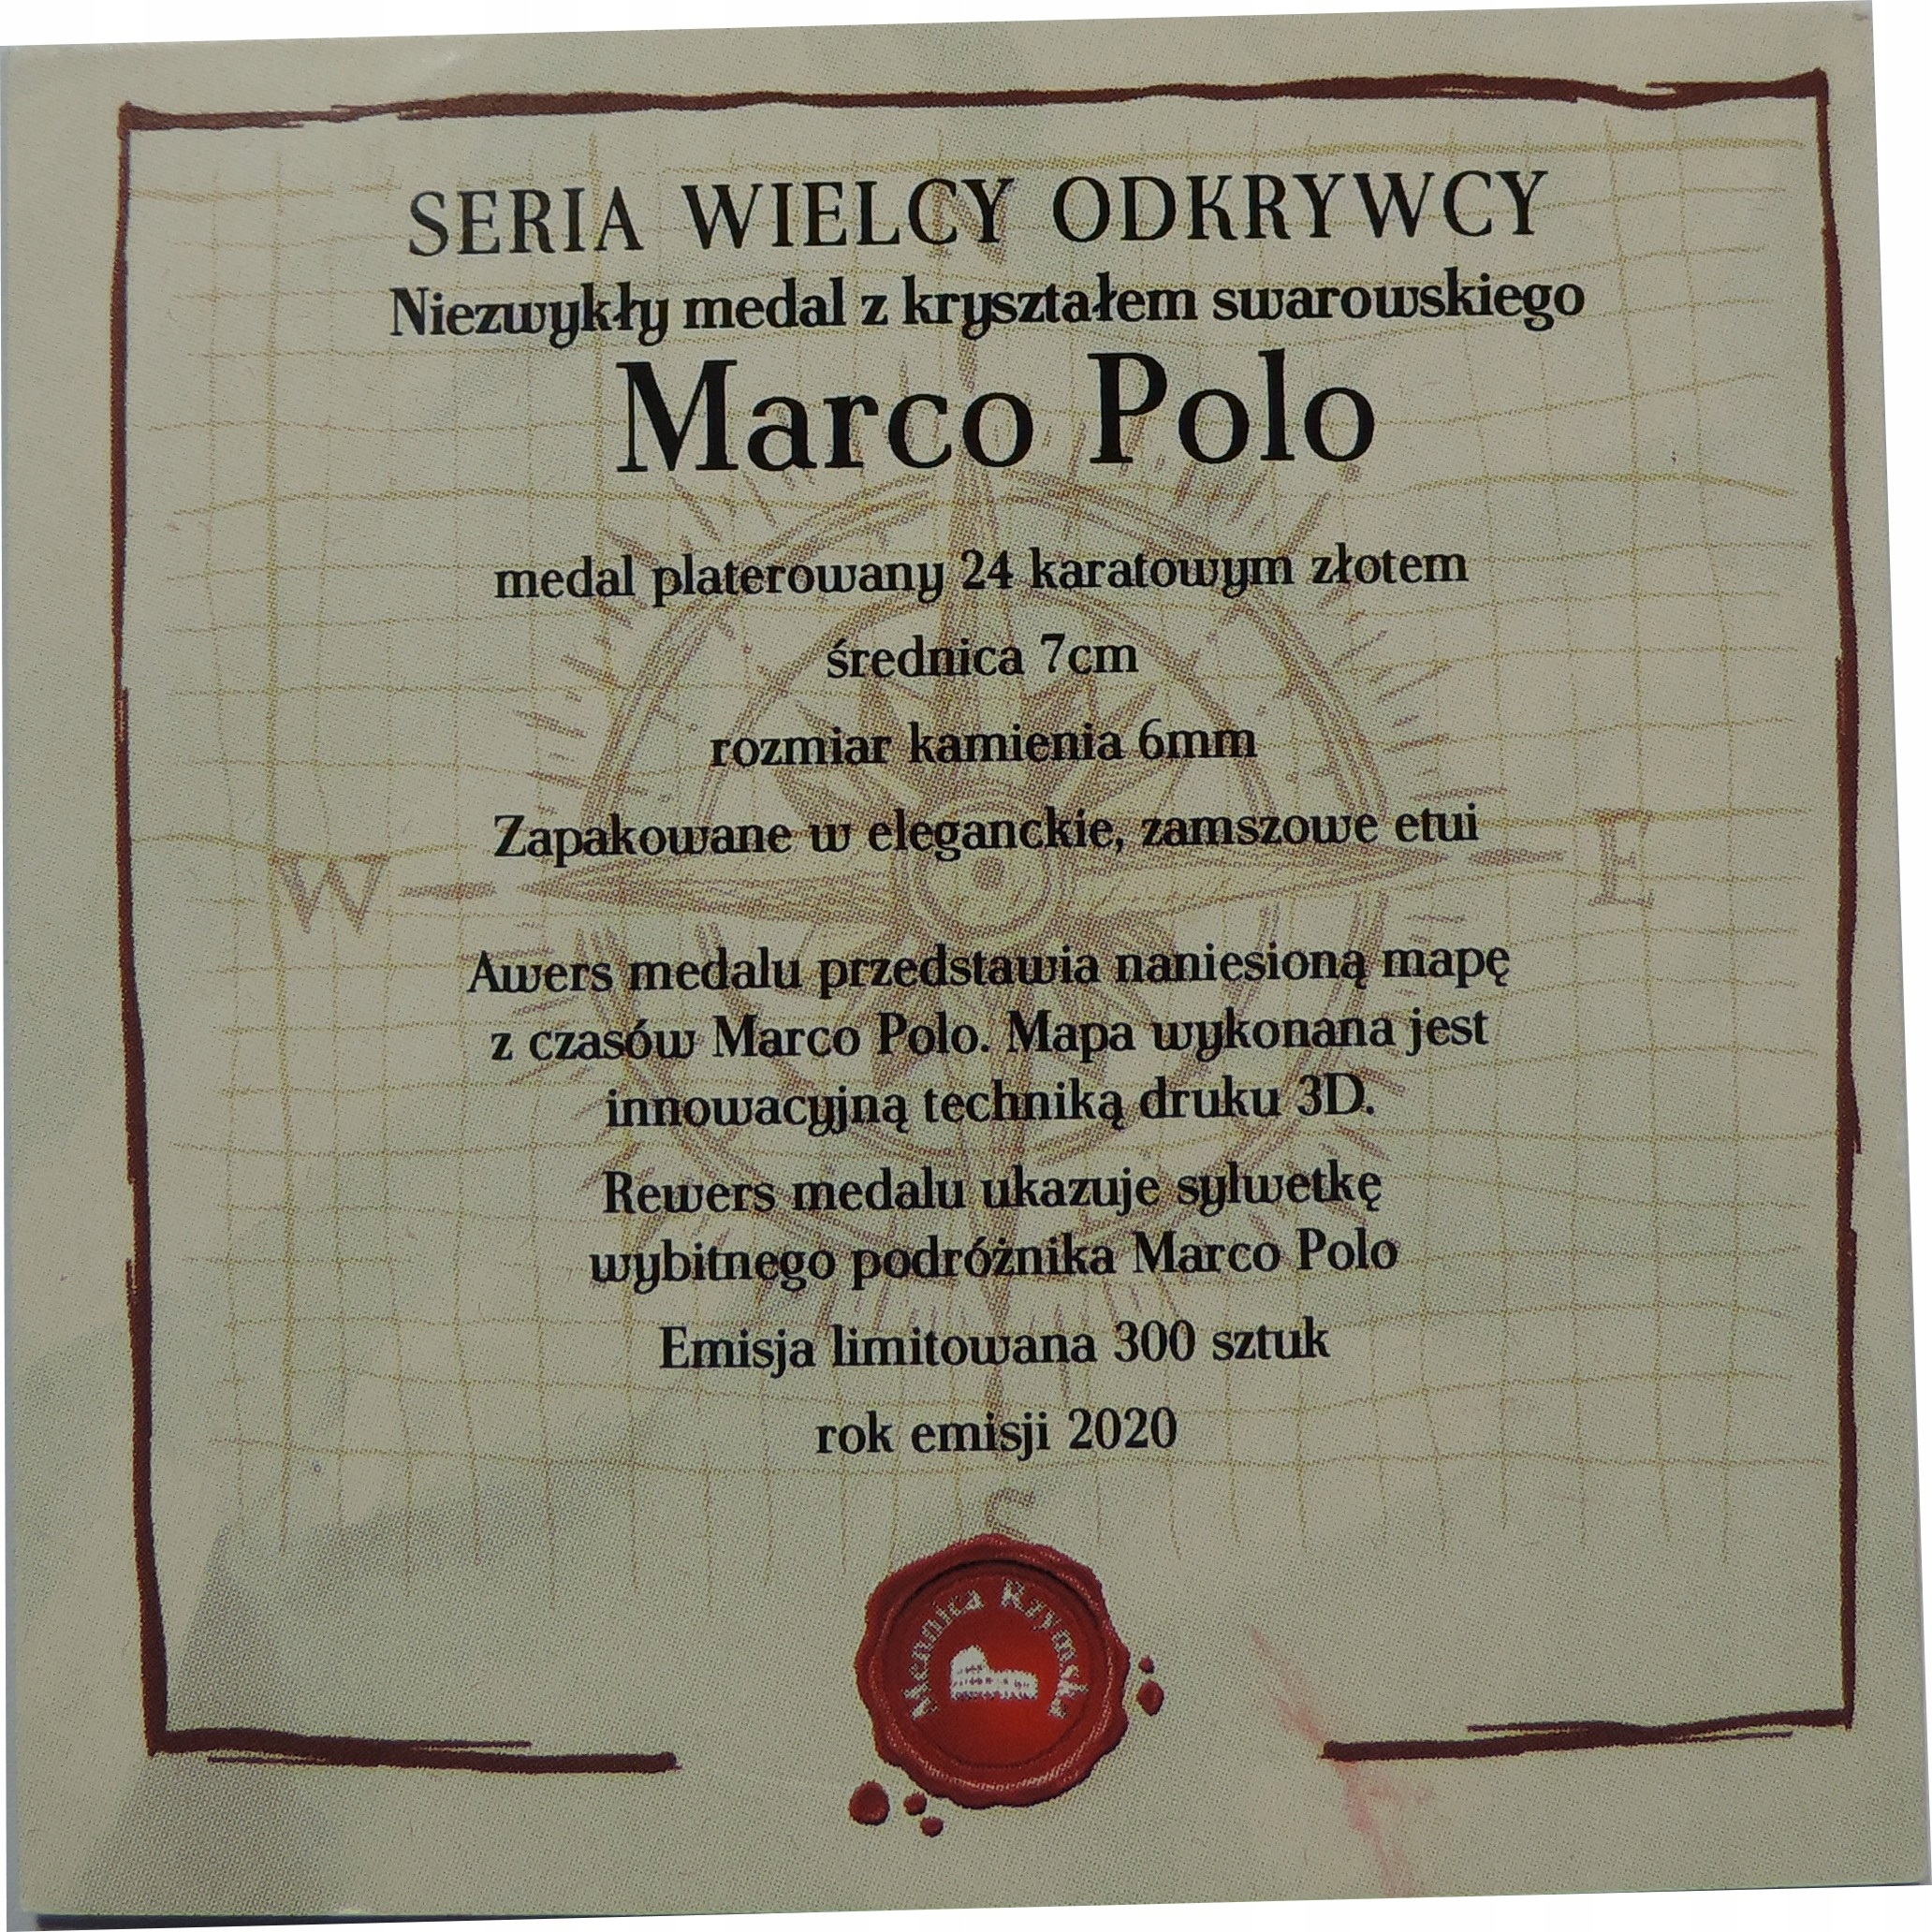 SERIA WIELCY ODKRYWCY
Niezwykły medal z kryształem swarowskiego
Marco Polo
medal platerowany 24 karatowym złotem
średnica 7cm
rozmiar kamienia 6mm
Zapakowane w eleganckie, zamszowe etui
W E
Awers medalu przedstawia naniesioną mapę
z czasów Marco Polo. Mapa wykonana jest
innowacyjną techniką druku 3D.
Rewers medalu ukazuje sylwetkę
wybitnego podróżnika Marco Polo
Emisja limitowana 300 sztuk
rok emisji 2020
S
Mennica Rzymska